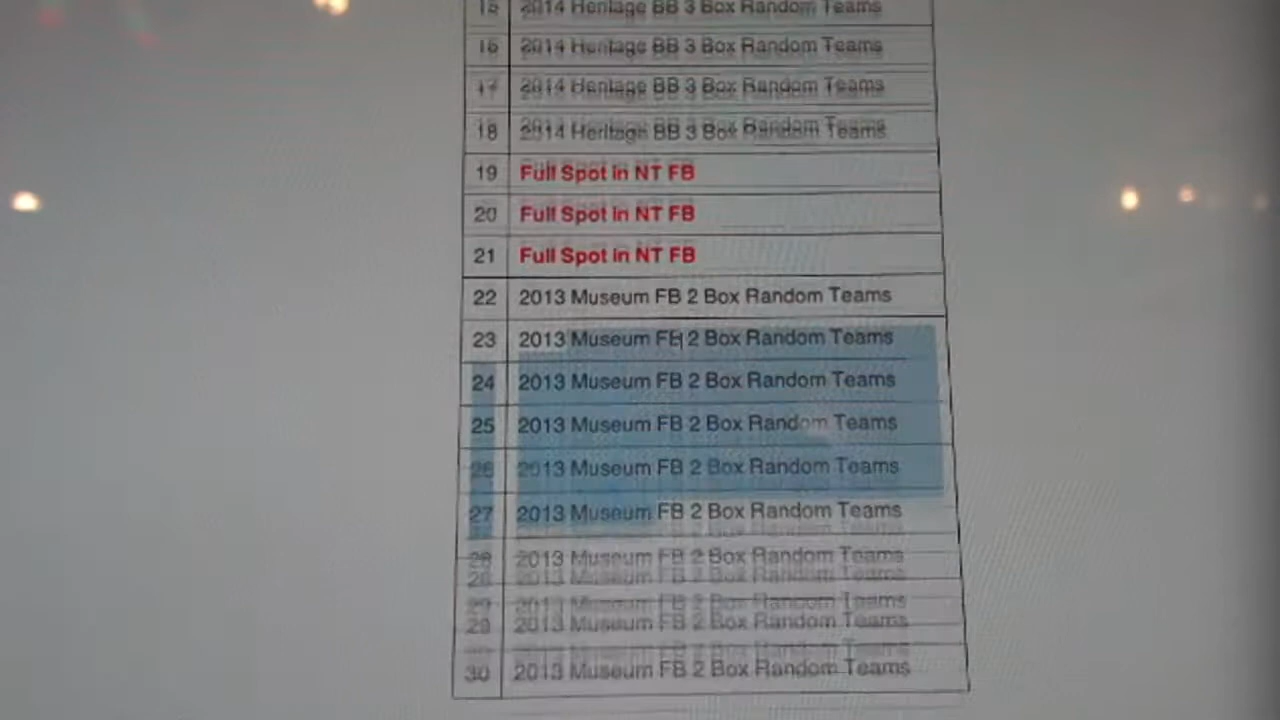 15 2014 Heritage BB 3 Box Random Teams
16 2014 Heritage BB 3 Box Random Teams
17 2014 Heritage BB 3 Box Random Teams
18 2014 Heritage BB 3 Box Random Teams
19 Full Spot in NT FB
20 Full Spot in NT FB
21 Full Spot in NT FB
22 2013 Museum FB 2 Box Random Teams
23 2013 Museum FB 2 Box Random Teams
24 2013 Museum FB 2 Box Random Teams
25 2013 Museum FB 2 Box Random Teams
26 2013 Museum FB 2 Box Random Teams
27 2013 Museum FB 2 Box Random Teams
28 2013 Museum FB 2 Box Random Teams
29 2013 Museum FB 2 Box Random Teams
30 2013 Museum FB 2 Box Random Teams